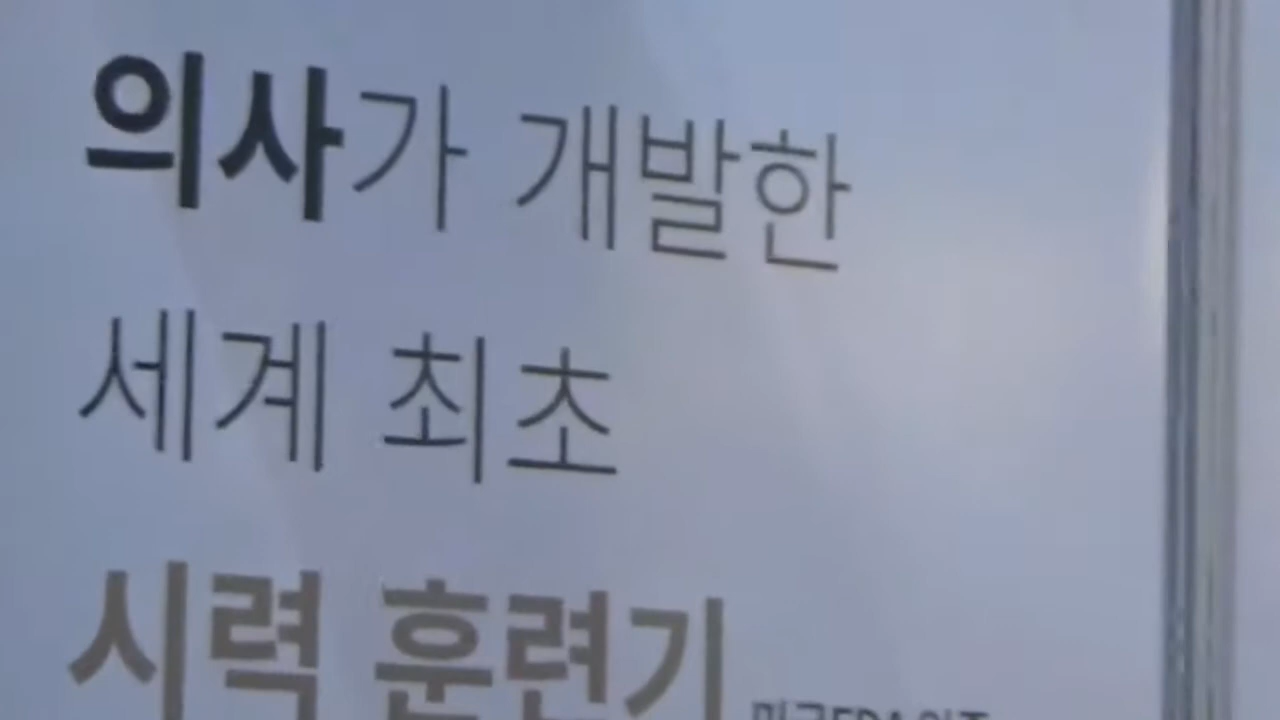 의사가 개발한
세계 최초
시력 훈련기